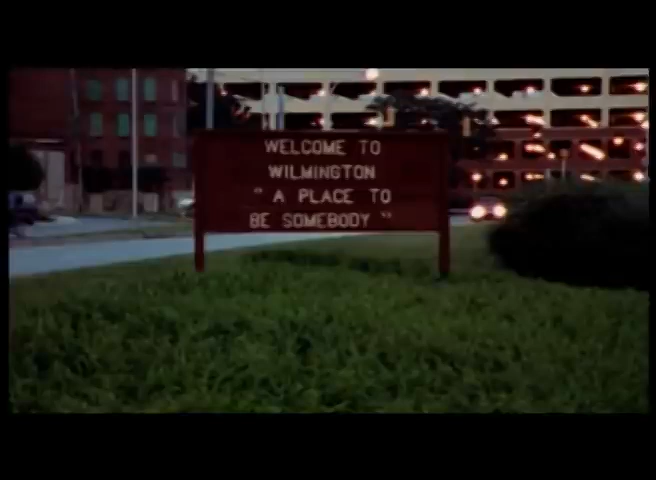 WELCOME TO
WILMINGTON
" A PLACE TO
BE SOMEBODY "